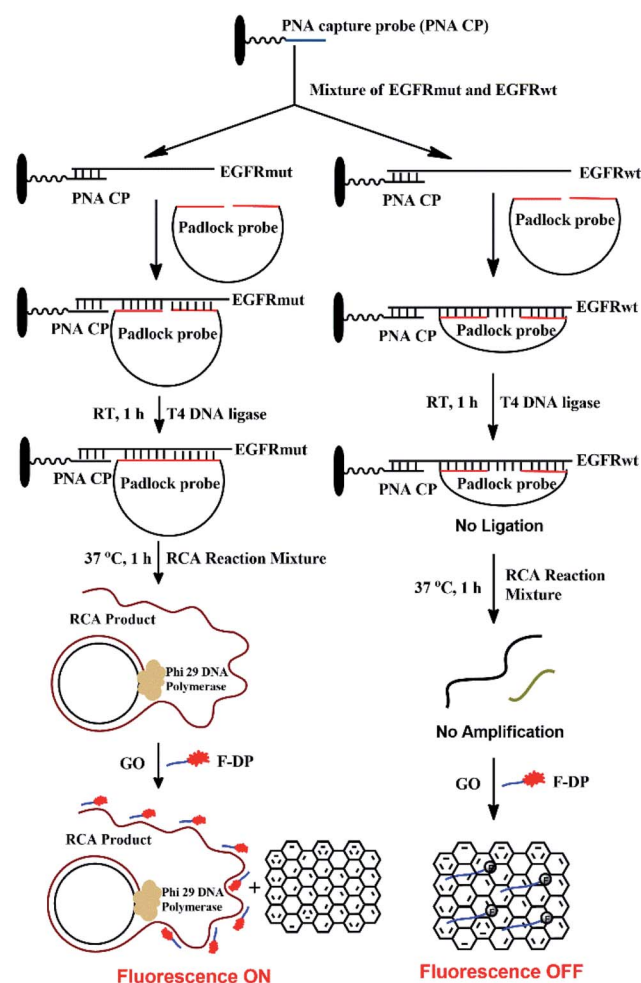 PNA capture probe (PNA CP)
Mixture of EGFRmut and EGFRwt
EGFRmut
PNA CP
Padlock probe
EGFRmut
PNA CP
Padlock probe
RT, 1 h
T4 DNA ligase
EGFRmut
PNA CP
Padlock probe
37 °C, 1 h
RCA Reaction Mixture
RCA Product
Phi 29 DNA
Polymerase
GO
F-DP
RCA Product
Phi 29 DNA
Polymerase
+
Fluorescence ON
EGFRwt
PNA CP
Padlock probe
EGFRwt
PNA CP
Padlock probe
RT, 1 h
T4 DNA ligase
EGFRwt
PNA CP
Padlock probe
No Ligation
37 °C, 1 h
RCA Reaction
Mixture
No Amplification
GO
F-DP
F
F
F
F
Fluorescence OFF